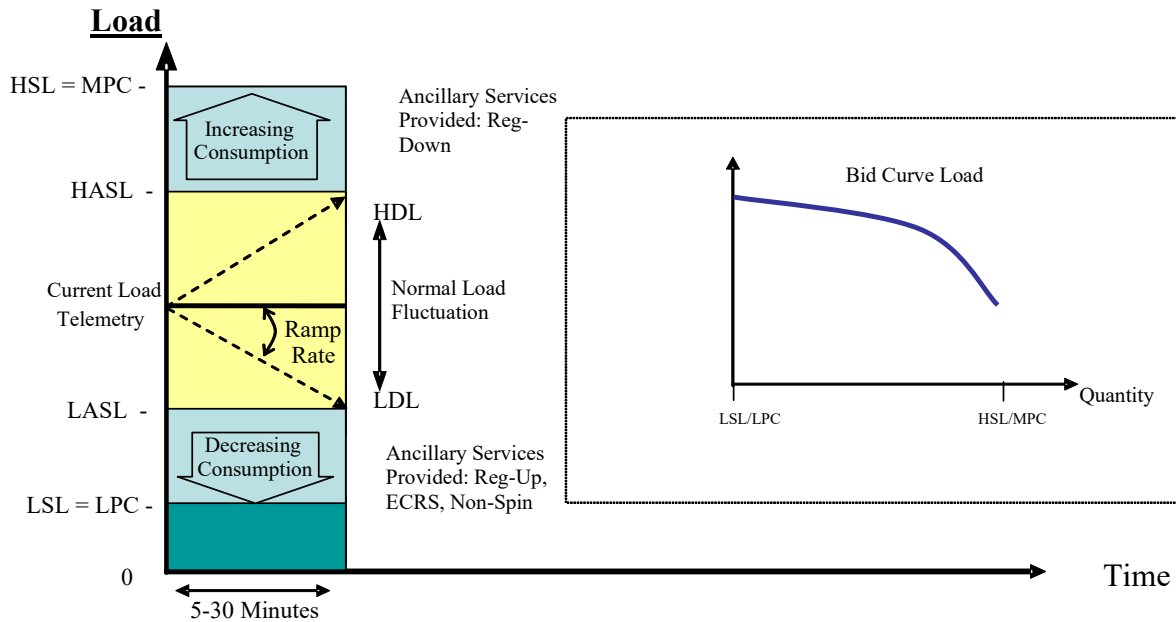 Load
HSL = MPC -
Increasing
Consumption
Ancillary Services
Provided: Reg-
Down
HASL -
HDL
Current Load
Telemetry
Normal Load
Fluctuation
Ramp
Rate
LDL
LASL -
Decreasing
Consumption
Ancillary Services
Provided: Reg-Up,
ECRS, Non-Spin
LSL = LPC -
0
5-30 Minutes
Time
Bid Curve Load
Quantity
LSL/LPC
HSL/MPC